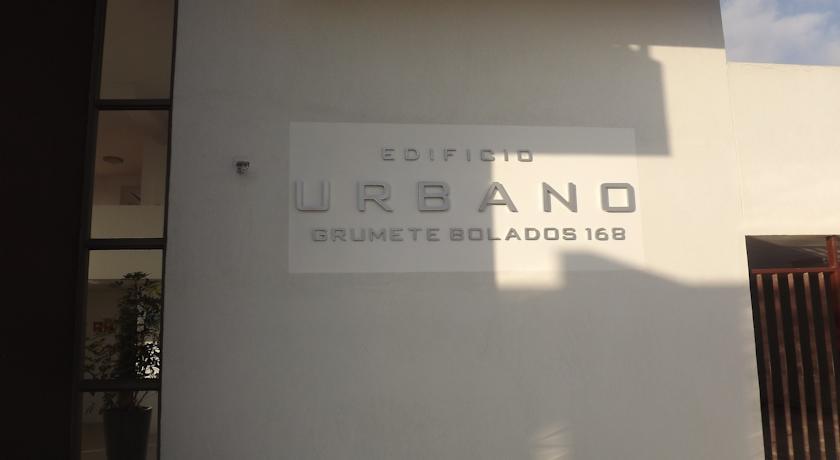 EDIFICIO
URBANO
GRUMETE BOLADOS 168